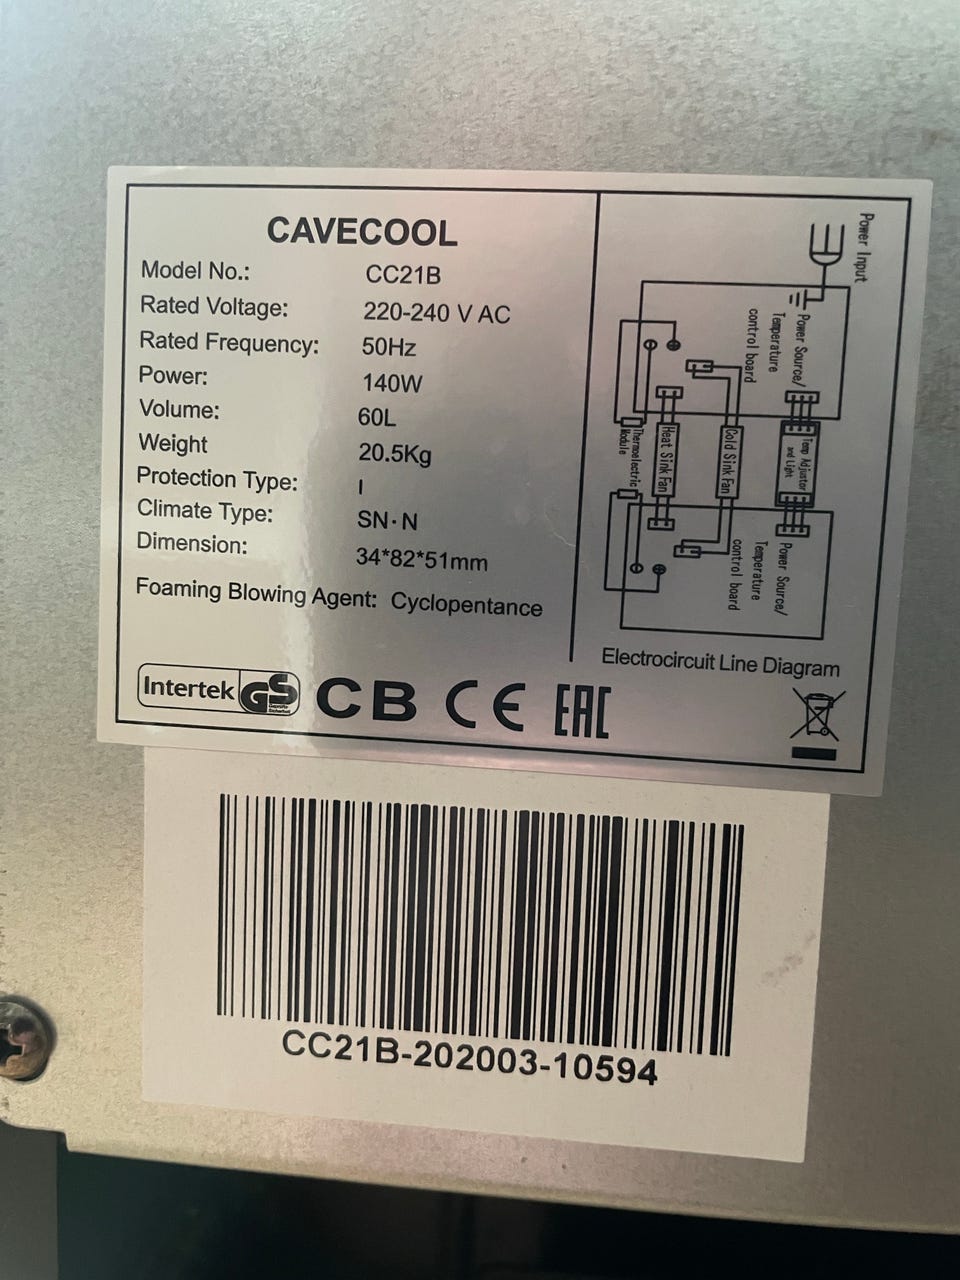 CAVECOOL
Model No.: CC21B
Rated Voltage: 220-240 V AC
Rated Frequency: 50Hz
Power: 140W
Volume: 60L
Weight 20.5Kg
Protection Type: I
Climate Type: SN·N
Dimension: 34*82*51mm
Foaming Blowing Agent: Cyclopentance
Intertek GS
Geprüfte Sicherheit
CB CE EAC
Power Input
Power Source/
Temperature
control board
Temp Adjustor
and Light
Cold Sink Fan
Heat Sink Fan
Thermoelectric
Module
Power Source/
Temperature
control board
Electrocircuit Line Diagram
CC21B-202003-10594